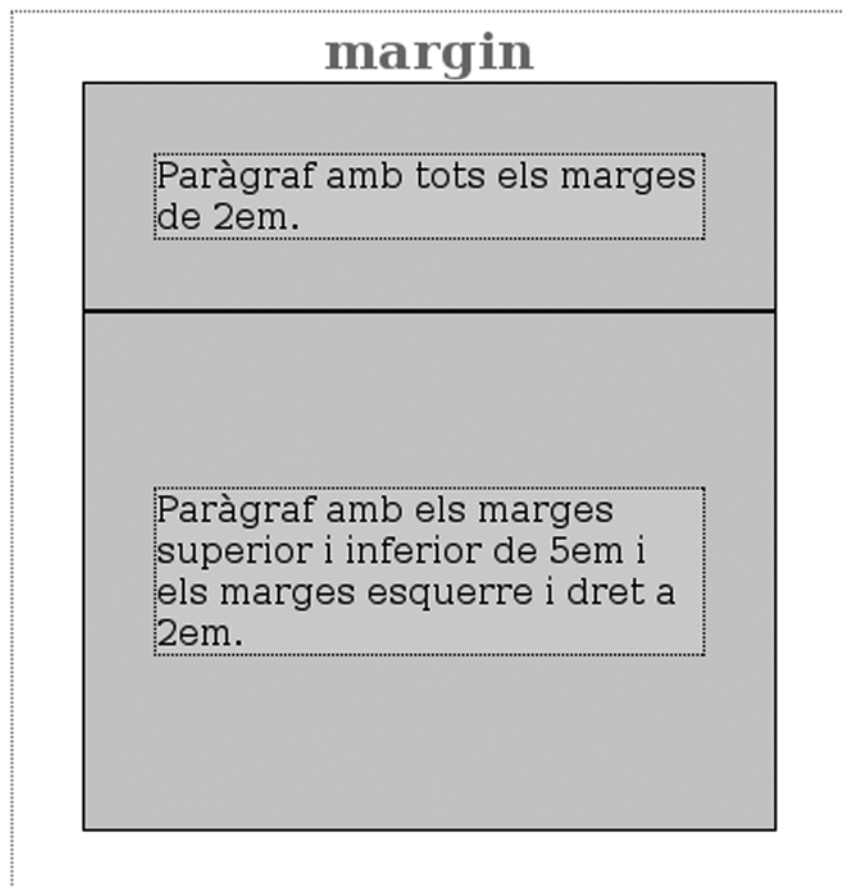 margin
Paràgraf amb tots els marges
de 2em.
Paràgraf amb els marges
superior i inferior de 5em i
els marges esquerre i dret a
2em.